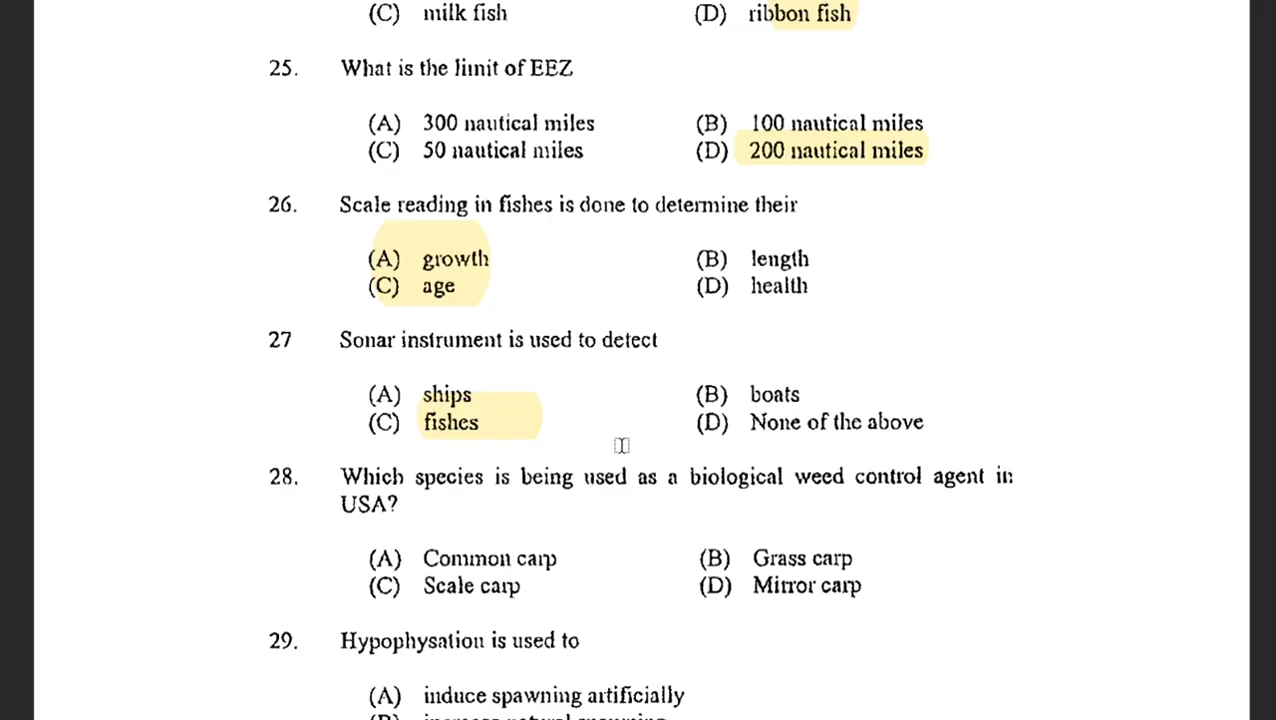 (C) milk fish (D) ribbon fish
25. What is the limit of EEZ
(A) 300 nautical miles (B) 100 nautical miles
(C) 50 nautical miles (D) 200 nautical miles
26. Scale reading in fishes is done to determine their
(A) growth (B) length
(C) age (D) health
27 Sonar instrument is used to detect
(A) ships (B) boats
(C) fishes (D) None of the above
28. Which species is being used as a biological weed control agent in
USA?
(A) Common carp (B) Grass carp
(C) Scale carp (D) Mirror carp
29. Hypophysation is used to
(A) induce spawning artificially
(B) increase natural spawning